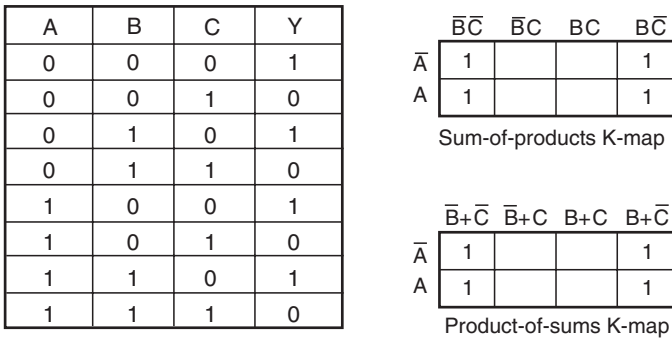 A B C Y
0 0 0 1
0 0 1 0
0 1 0 1
0 1 1 0
1 0 0 1
1 0 1 0
1 1 0 1
1 1 1 0
B̅C̅ B̅C BC BC̅
A̅ 1 1
A 1 1
Sum-of-products K-map
B̅+C̅ B̅+C B+C B+C̅
A̅ 1 1
A 1 1
Product-of-sums K-map